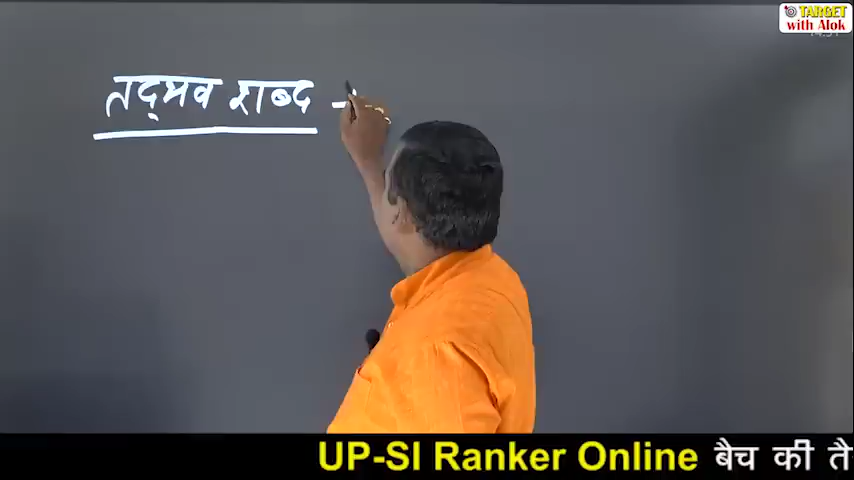 TARGET
with Alok
तद्भव शब्द -
UP-SI Ranker Online बैच की तै